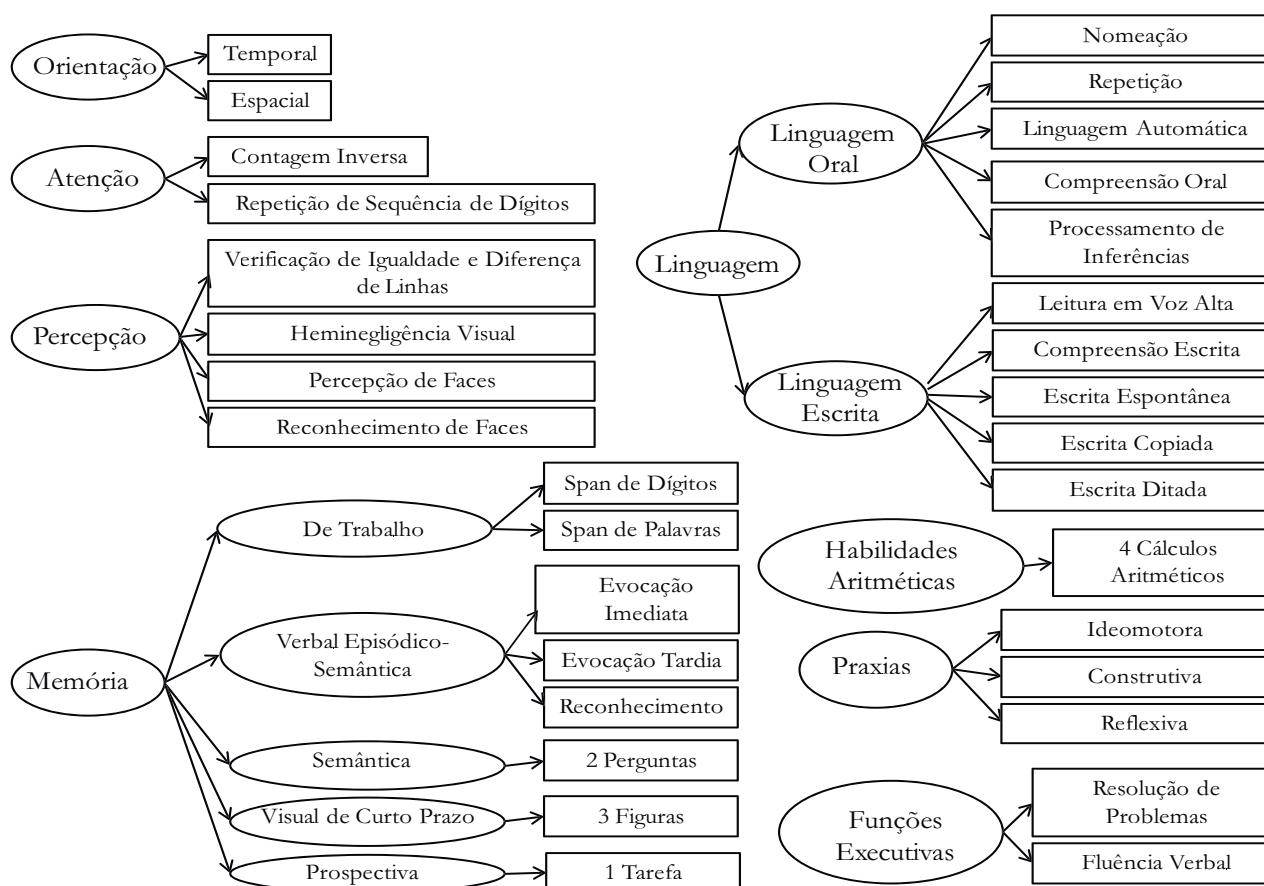 Orientação
Temporal
Espacial
Atenção
Contagem Inversa
Repetição de Sequência de Dígitos
Percepção
Verificação de Igualdade e Diferença
de Linhas
Heminegligência Visual
Percepção de Faces
Reconhecimento de Faces
Linguagem
Linguagem
Oral
Nomeação
Repetição
Linguagem Automática
Compreensão Oral
Processamento de
Inferências
Linguagem
Escrita
Leitura em Voz Alta
Compreensão Escrita
Escrita Espontânea
Escrita Copiada
Escrita Ditada
Memória
De Trabalho
Span de Dígitos
Span de Palavras
Verbal Episódico-
Semântica
Evocação
Imediata
Evocação Tardia
Reconhecimento
Semântica
2 Perguntas
Visual de Curto Prazo
3 Figuras
Prospectiva
1 Tarefa
Habilidades
Aritméticas
4 Cálculos
Aritméticos
Praxias
Ideomotora
Construtiva
Reflexiva
Funções
Executivas
Resolução de
Problemas
Fluência Verbal